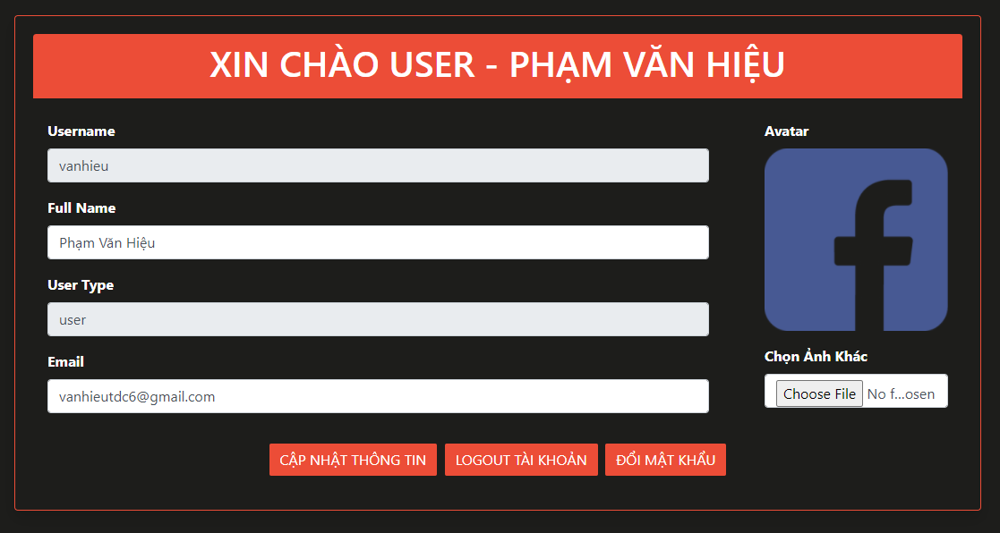 XIN CHÀO USER - PHẠM VĂN HIỆU
Username
vanhieu
Full Name
Phạm Văn Hiệu
User Type
user
Email
vanhieutdc6@gmail.com
Avatar
Chọn Ảnh Khác
Choose File No f...osen
CẬP NHẬT THÔNG TIN LOGOUT TÀI KHOẢN ĐỔI MẬT KHẨU